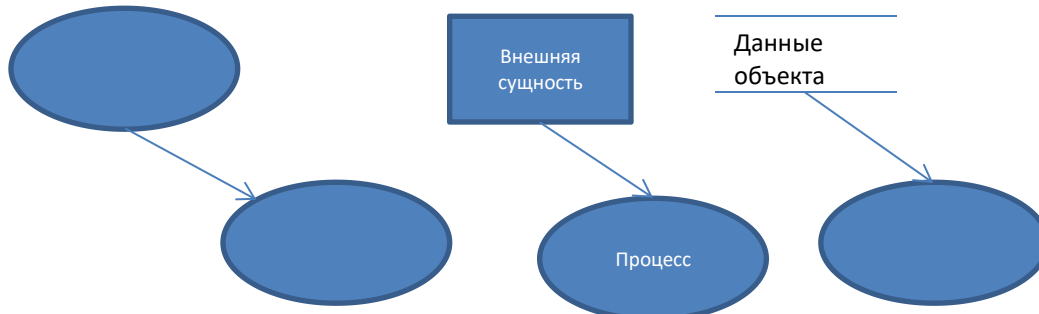 Внешняя
сущность
Данные
объекта
Процесс